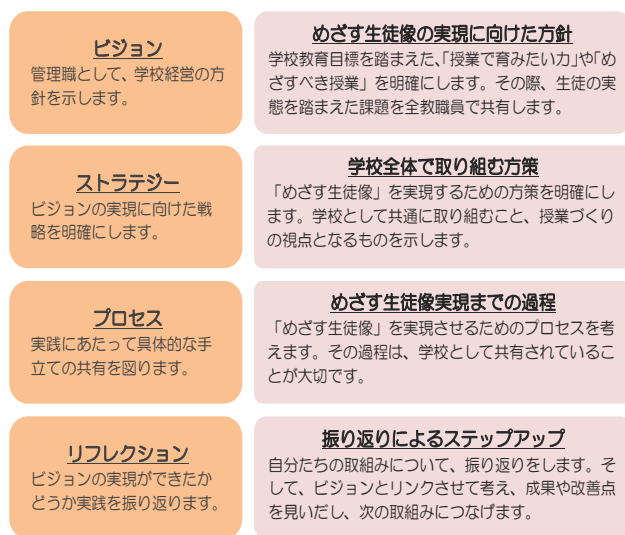 ビジョン
管理職として、学校経営の方
針を示します。
めざす生徒像の実現に向けた方針
学校教育目標を踏まえた、「授業で育みたい力」や「め
ざすべき授業」を明確にします。その際、生徒の実
態を踏まえた課題を全教職員で共有します。
ストラテジー
ビジョンの実現に向けた戦
略を明確にします。
学校全体で取り組む方策
「めざす生徒像」を実現するための方策を明確にし
ます。学校として共通に取り組むこと、授業づくり
の視点となるものを示します。
プロセス
実践にあたって具体的な手
立ての共有を図ります。
めざす生徒像実現までの過程
「めざす生徒像」を実現させるためのプロセスを考
えます。その過程は、学校として共有されているこ
とが大切です。
リフレクション
ビジョンの実現ができたか
どうか実践を振り返ります。
振り返りによるステップアップ
自分たちの取組みについて、振り返りをします。そ
して、ビジョンとリンクさせて考え、成果や改善点
を見いだし、次の取組みにつなげます。